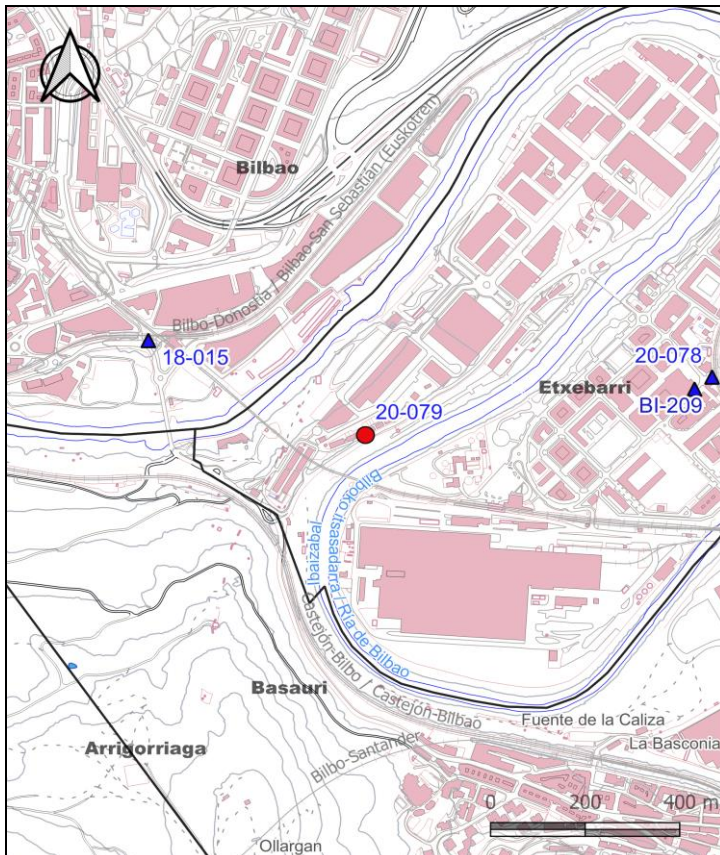 Bilbao
Bilbo-Donostia / Bilbao-San Sebastián (Euskotren)
18-015
20-078
Etxebarri
BI-209
20-079
Bilboko itsasadarra / Ría de Bilbao
Ibaizabal
Castejón-Bilbo / Castejón-Bilbao
Basauri
Fuente de la Caliza
Arrigorriaga
La Basconia
Bilbo-Santander
0 200 400 m
Ollargan